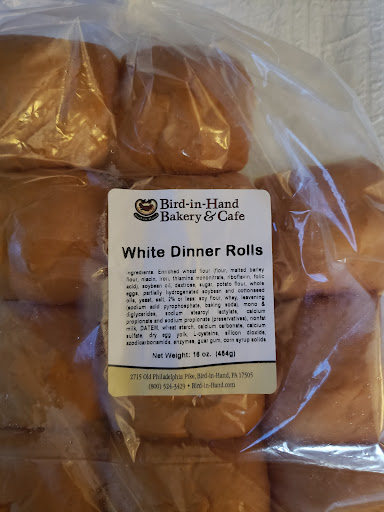 Bird-in-Hand
Bakery & Cafe
White Dinner Rolls
Ingredients: Enriched wheat flour (flour, malted barley
flour, niacin, iron, thiamine mononitrate, riboflavin, folic
acid), soybean oil, dextrose, sugar, potato flour, whole
eggs, partially hydrogenated soybean and cottonseed
oils, yeast, salt, 2% or less: soy flour, whey, leavening
(sodium acid pyrophosphate, baking soda), mono &
diglycerides, sodium stearoyl lactylate, calcium
propionate and sodium propionate (preservatives), nonfat
milk, DATEM, wheat starch, calcium carbonate, calcium
sulfate, dry egg yolk, L-cysteine, silicon dioxide,
azodicarbonamide, enzymes, guar gum, corn syrup solids.
Net Weight: 16 oz. (454g)
2715 Old Philadelphia Pike, Bird-in-Hand, PA 17505
(800) 524-3429 • Bird-in-Hand.com